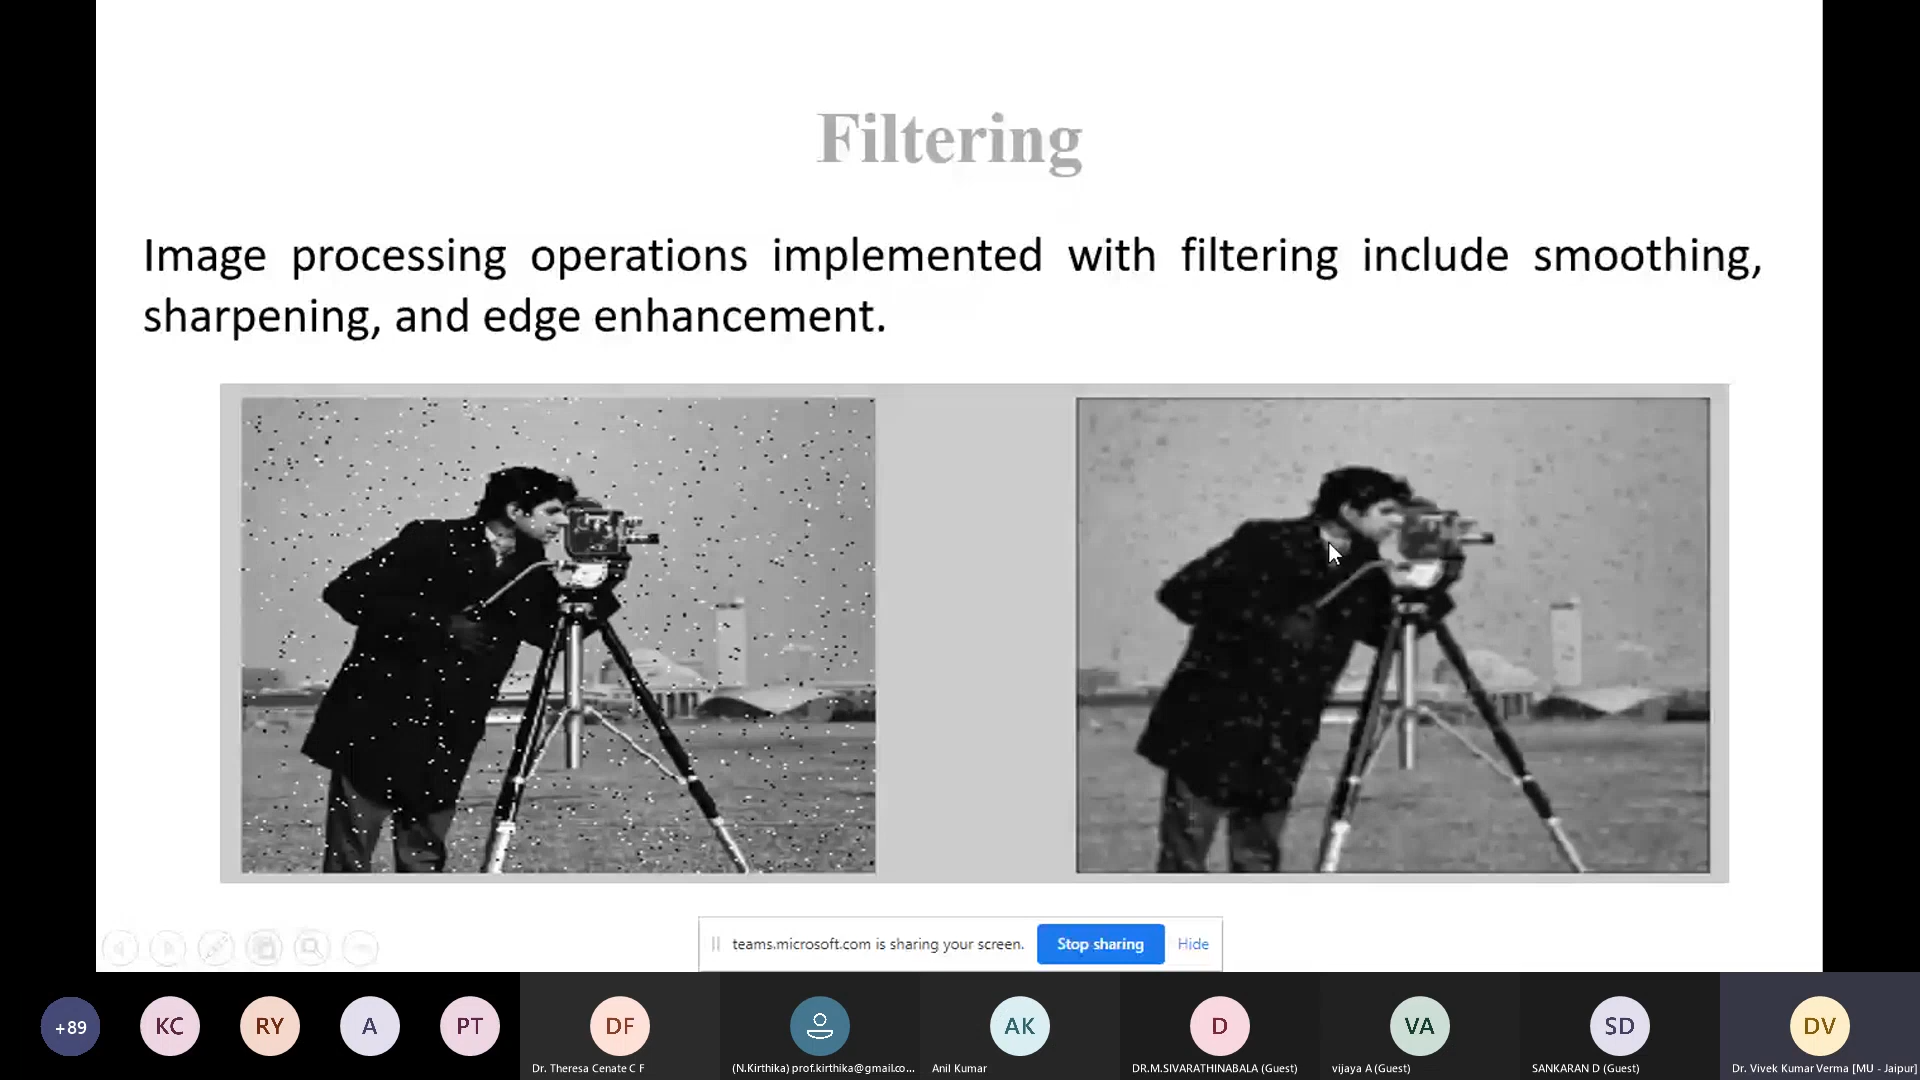 Filtering
Image processing operations implemented with filtering include smoothing,
sharpening, and edge enhancement.
teams.microsoft.com is sharing your screen.
Stop sharing
Hide
+89
KC
RY
A
PT
DF
AK
D
VA
SD
DV
Dr. Theresa Cenate C F
(N.Kirthika) prof.kirthika@gmail.co...
Anil Kumar
DR.M.SIVARATHINABALA (Guest)
vijaya A (Guest)
SANKARAN D (Guest)
Dr. Vivek Kumar Verma [MU - Jaipur]